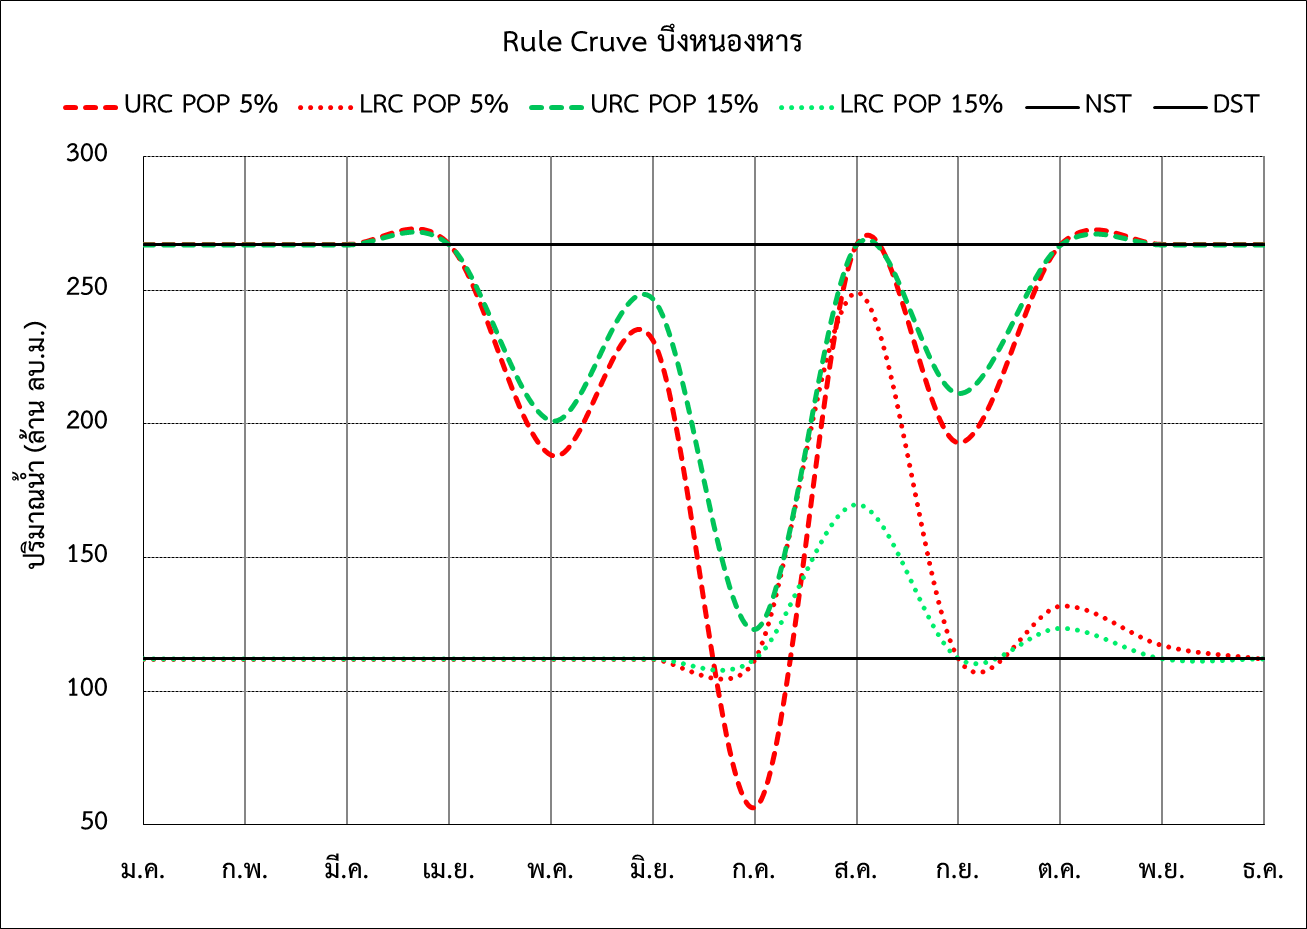 Rule Cruve บึงหนองหาร
URC POP 5% LRC POP 5% URC POP 15% LRC POP 15% NST DST
300
250
200
150
100
50
ปริมาณน้ำ (ล้าน ลบ.ม.)
ม.ค. ก.พ. มี.ค. เม.ย. พ.ค. มิ.ย. ก.ค. ส.ค. ก.ย. ต.ค. พ.ย. ธ.ค.